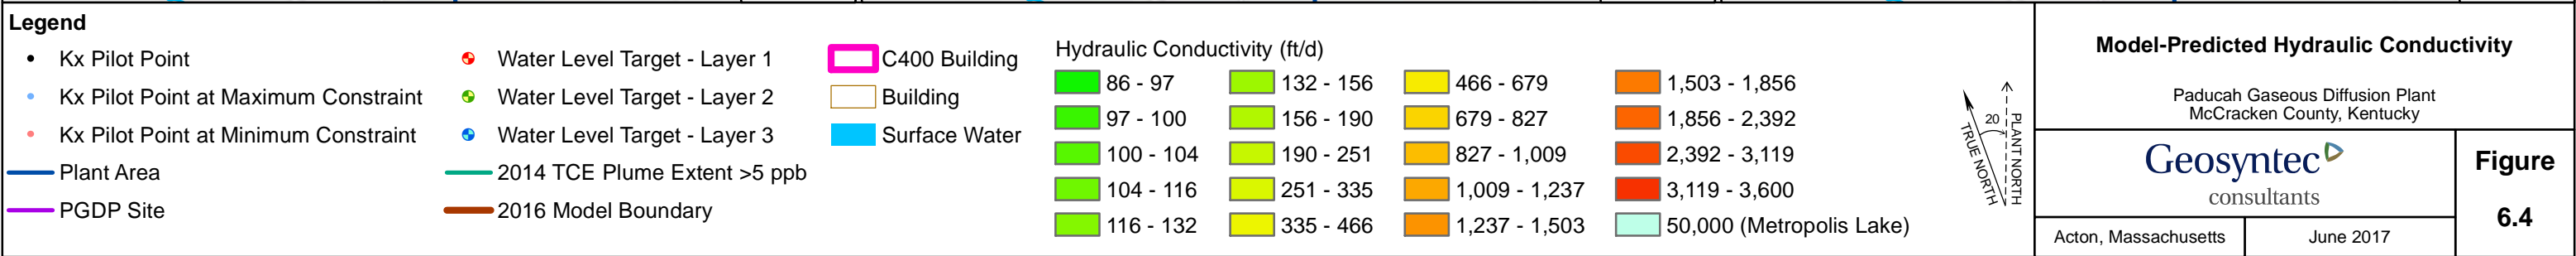 Legend
Kx Pilot Point
Kx Pilot Point at Maximum Constraint
Kx Pilot Point at Minimum Constraint
Plant Area
PGDP Site
Water Level Target - Layer 1
Water Level Target - Layer 2
Water Level Target - Layer 3
2014 TCE Plume Extent >5 ppb
2016 Model Boundary
C400 Building
Building
Surface Water
Hydraulic Conductivity (ft/d)
86 - 97
97 - 100
100 - 104
104 - 116
116 - 132
132 - 156
156 - 190
190 - 251
251 - 335
335 - 466
466 - 679
679 - 827
827 - 1,009
1,009 - 1,237
1,237 - 1,503
1,503 - 1,856
1,856 - 2,392
2,392 - 3,119
3,119 - 3,600
50,000 (Metropolis Lake)
TRUE NORTH
20
PLANT NORTH
Model-Predicted Hydraulic Conductivity
Paducah Gaseous Diffusion Plant
McCracken County, Kentucky
Geosyntec
consultants
Figure
6.4
Acton, Massachusetts
June 2017